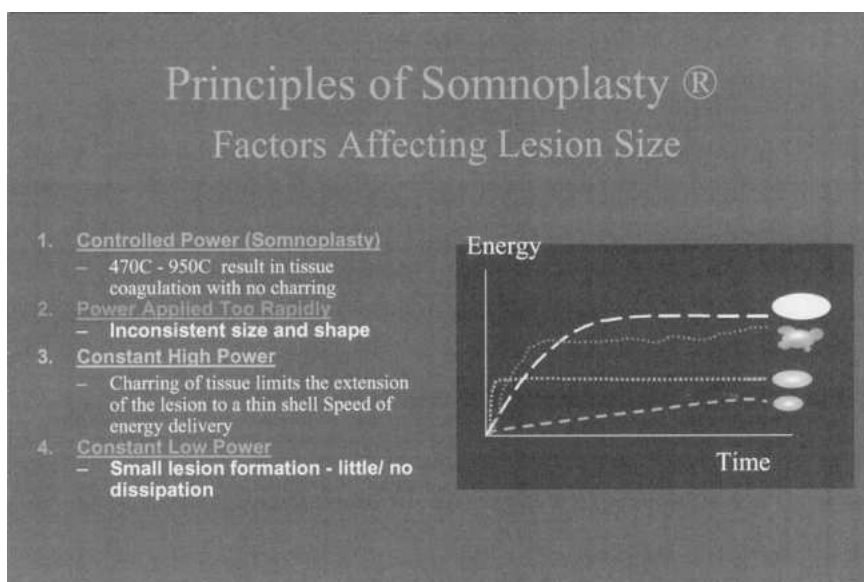 Principles of Somnoplasty ®
Factors Affecting Lesion Size
1. Controlled Power (Somnoplasty)
– 470C - 950C result in tissue
coagulation with no charring
2. Power Applied Too Rapidly
– Inconsistent size and shape
3. Constant High Power
– Charring of tissue limits the extension
of the lesion to a thin shell Speed of
energy delivery
4. Constant Low Power
– Small lesion formation - little/ no
dissipation
Energy
Time